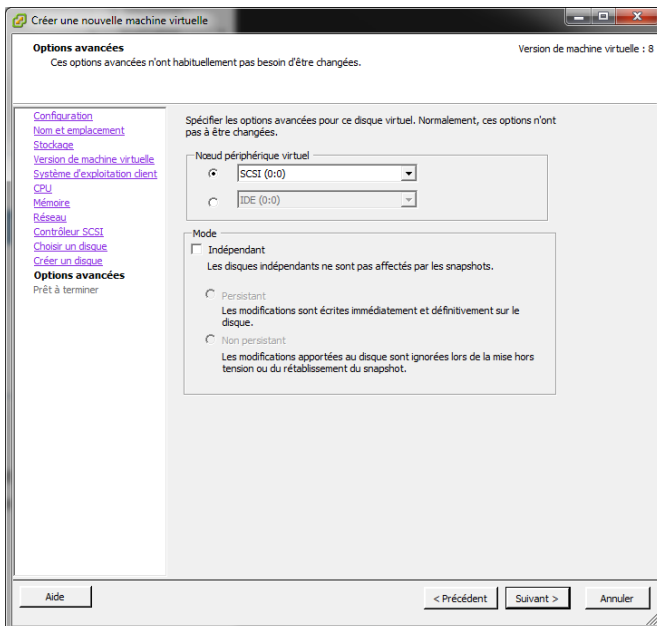 Créer une nouvelle machine virtuelle
Options avancées
Ces options avancées n'ont habituellement pas besoin d'être changées.
Version de machine virtuelle : 8
Configuration
Nom et emplacement
Stockage
Version de machine virtuelle
Système d'exploitation client
CPU
Mémoire
Réseau
Contrôleur SCSI
Choisir un disque
Créer un disque
Options avancées
Prêt à terminer
Spécifier les options avancées pour ce disque virtuel. Normalement, ces options n'ont
pas à être changées.
Nœud périphérique virtuel
SCSI (0:0)
IDE (0:0)
Mode
Indépendant
Les disques indépendants ne sont pas affectés par les snapshots.
Persistant
Les modifications sont écrites immédiatement et définitivement sur le
disque.
Non persistant
Les modifications apportées au disque sont ignorées lors de la mise hors
tension ou du rétablissement du snapshot.
Aide
< Précédent
Suivant >
Annuler